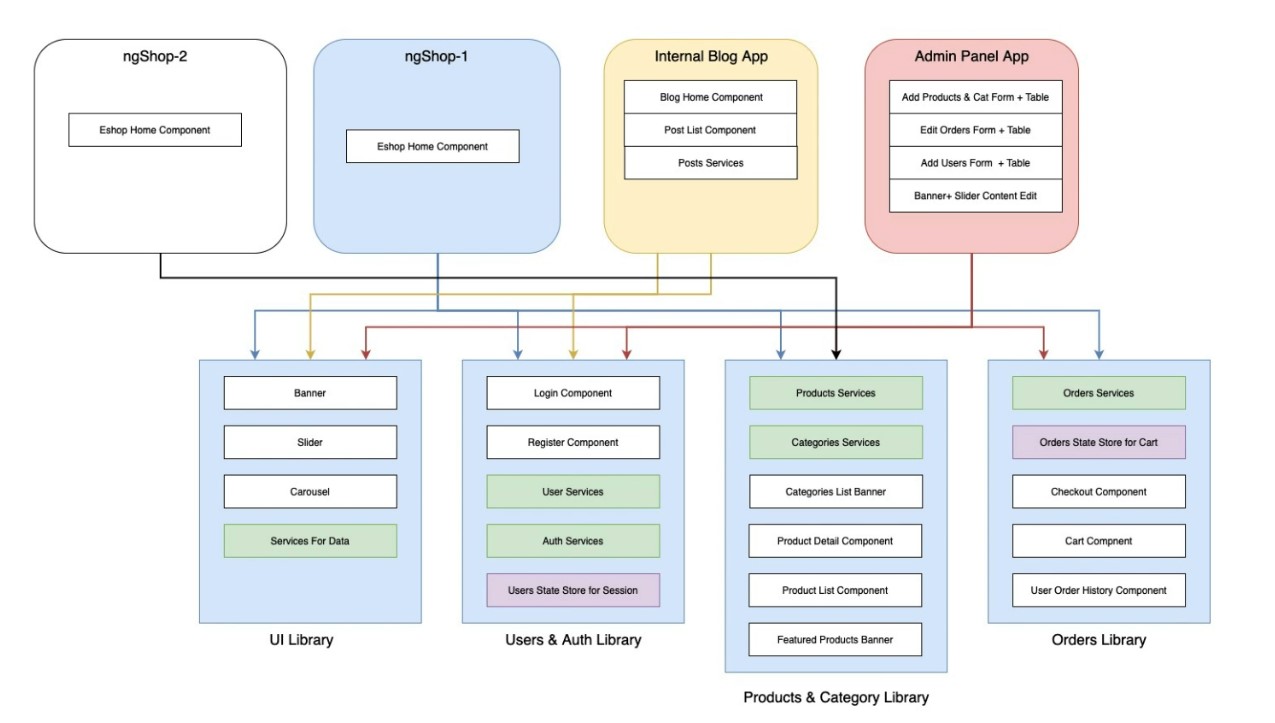 ngShop-2
Eshop Home Component
ngShop-1
Eshop Home Component
Internal Blog App
Blog Home Component
Post List Component
Posts Services
Admin Panel App
Add Products & Cat Form + Table
Edit Orders Form + Table
Add Users Form + Table
Banner+ Slider Content Edit
Banner
Slider
Carousel
Services For Data
UI Library
Login Component
Register Component
User Services
Auth Services
Users State Store for Session
Users & Auth Library
Products Services
Categories Services
Categories List Banner
Product Detail Component
Product List Component
Featured Products Banner
Products & Category Library
Orders Services
Orders State Store for Cart
Checkout Component
Cart Compnent
User Order History Component
Orders Library